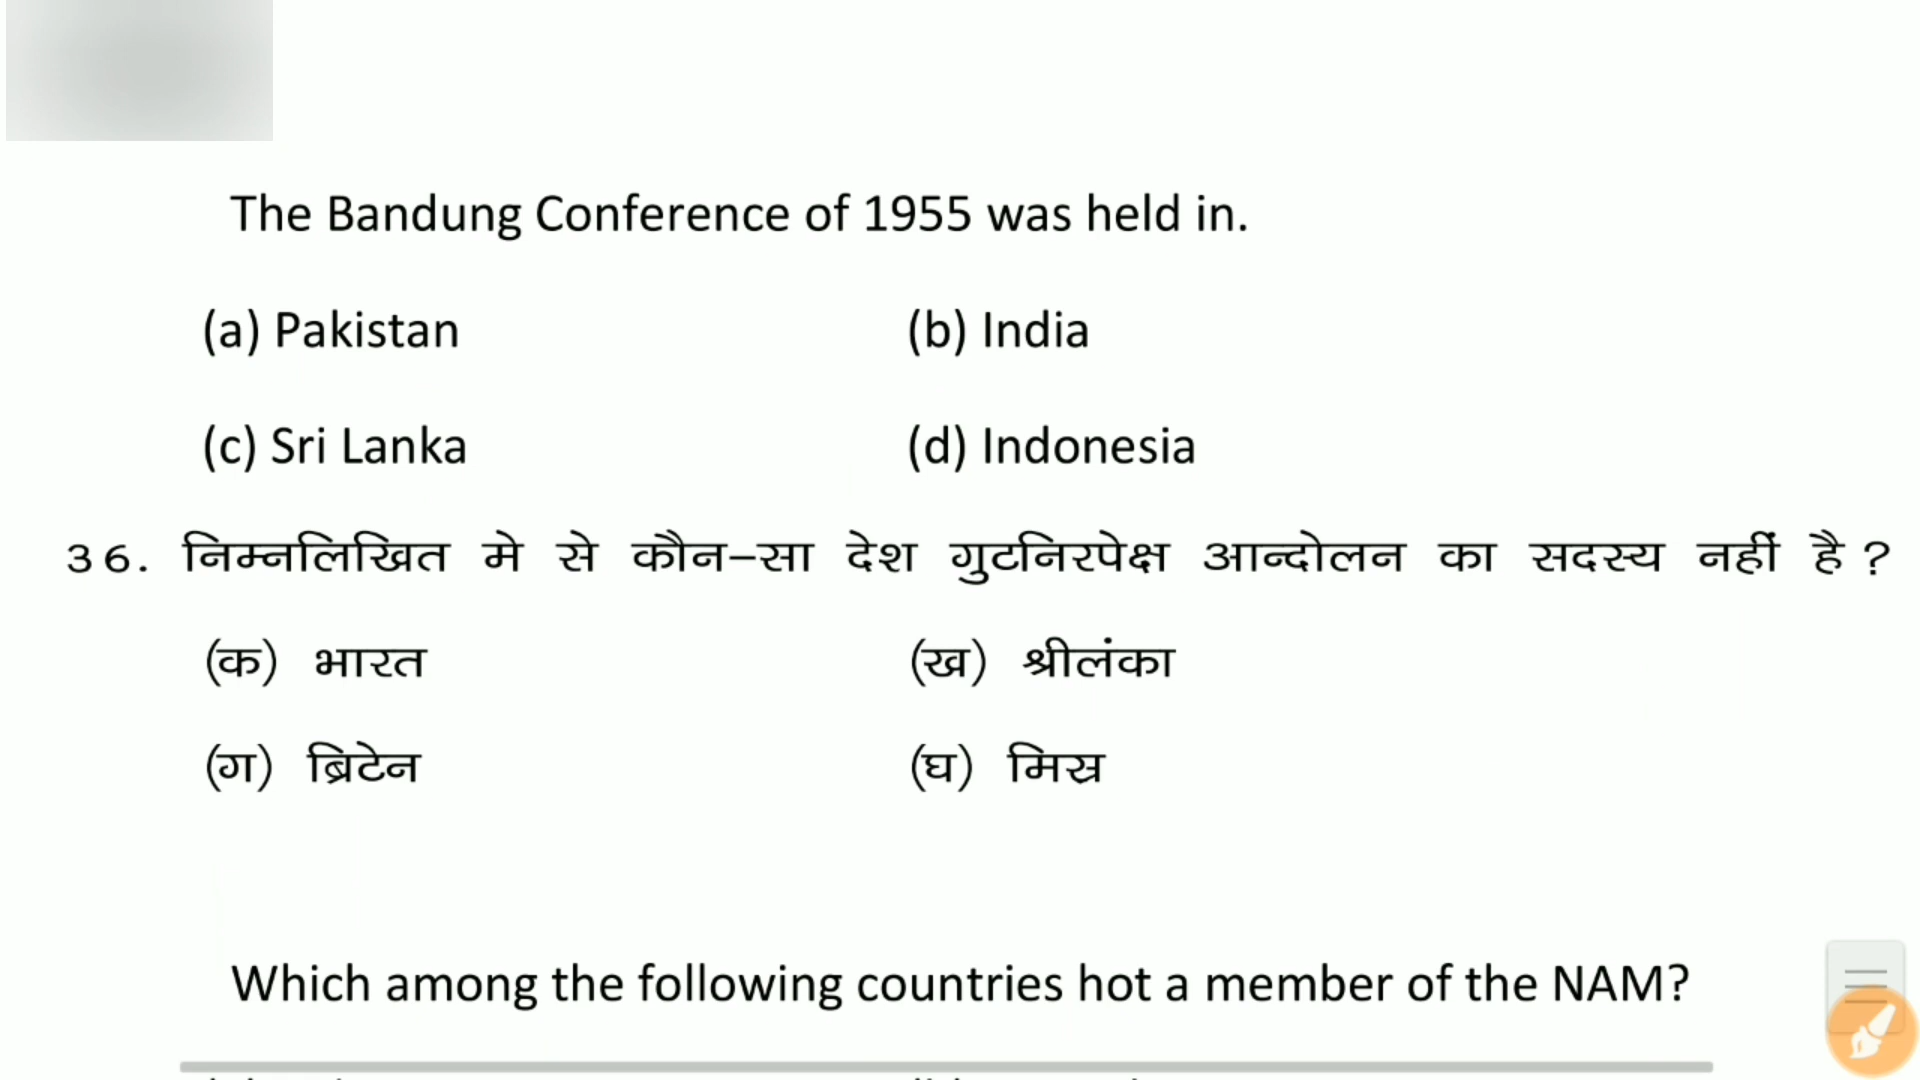 The Bandung Conference of 1955 was held in.
(a) Pakistan (b) India
(c) Sri Lanka (d) Indonesia
36. निम्नलिखित मे से कौन–सा देश गुटनिरपेक्ष आन्दोलन का सदस्य नहीं है ?
(क) भारत (ख) श्रीलंका
(ग) ब्रिटेन (घ) मिस्र
Which among the following countries hot a member of the NAM?